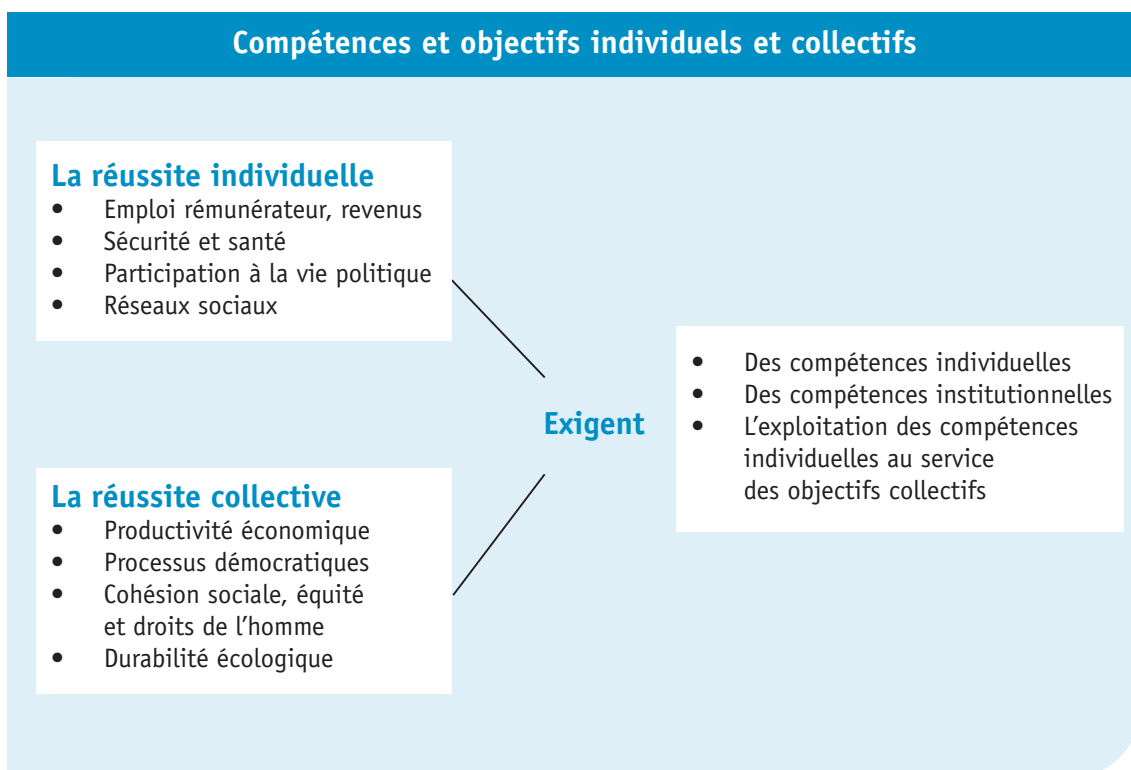 Compétences et objectifs individuels et collectifs
La réussite individuelle
• Emploi rémunérateur, revenus
• Sécurité et santé
• Participation à la vie politique
• Réseaux sociaux
La réussite collective
• Productivité économique
• Processus démocratiques
• Cohésion sociale, équité
et droits de l'homme
• Durabilité écologique
Exigent
• Des compétences individuelles
• Des compétences institutionnelles
• L'exploitation des compétences
individuelles au service
des objectifs collectifs